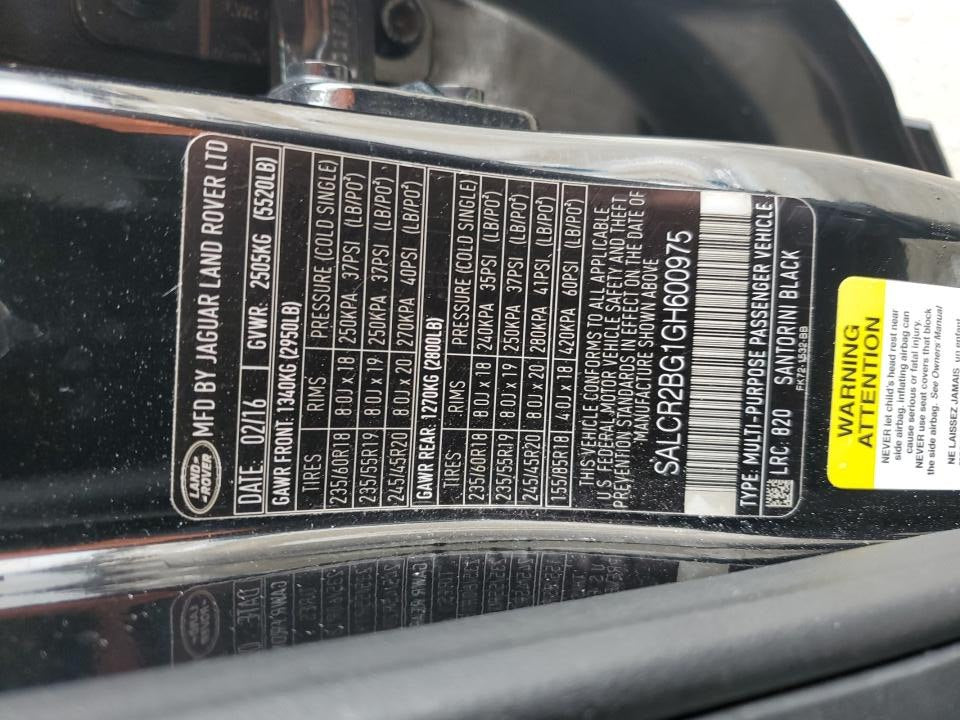 LAND-
ROVER
MFD BY JAGUAR LAND ROVER LTD
DATE: 02/16 GVWR: 2505KG (5520LB)
GAWR FRONT: 1340KG (2950LB)
TIRES RIMS PRESSURE (COLD SINGLE)
235/60R18 8.0J x 18 250KPA 37PSI (LB/PO²)
235/55R19 8.0J x 19 250KPA 37PSI (LB/PO²)
245/45R20 8.0J x 20 270KPA 40PSI (LB/PO²)
GAWR REAR: 1270KG (2800LB)
TIRES RIMS PRESSURE (COLD SINGLE)
235/60R18 8.0J x 18 240KPA 35PSI (LB/PO²)
235/55R19 8.0J x 19 250KPA 37PSI (LB/PO²)
245/45R20 8.0J x 20 280KPA 41PSI (LB/PO²)
155/85R18 4.0J x 18 420KPA 60PSI (LB/PO²)
THIS VEHICLE CONFORMS TO ALL APPLICABLE
U S FEDERAL MOTOR VEHICLE SAFETY AND THEFT
PREVENTION STANDARDS IN EFFECT ON THE DATE OF
MANUFACTURE SHOWN ABOVE
SALCR2BG1GH600975
TYPE: MULTI-PURPOSE PASSENGER VEHICLE
LRC 820 SANTORINI BLACK
FK72-1532-BB
WARNING
ATTENTION
NEVER let child's head rest near
side airbag, inflating airbag can
cause serious or fatal injury.
NEVER use seat covers that block
the side airbag. See Owners Manual
NE LAISSEZ JAMAIS un enfant